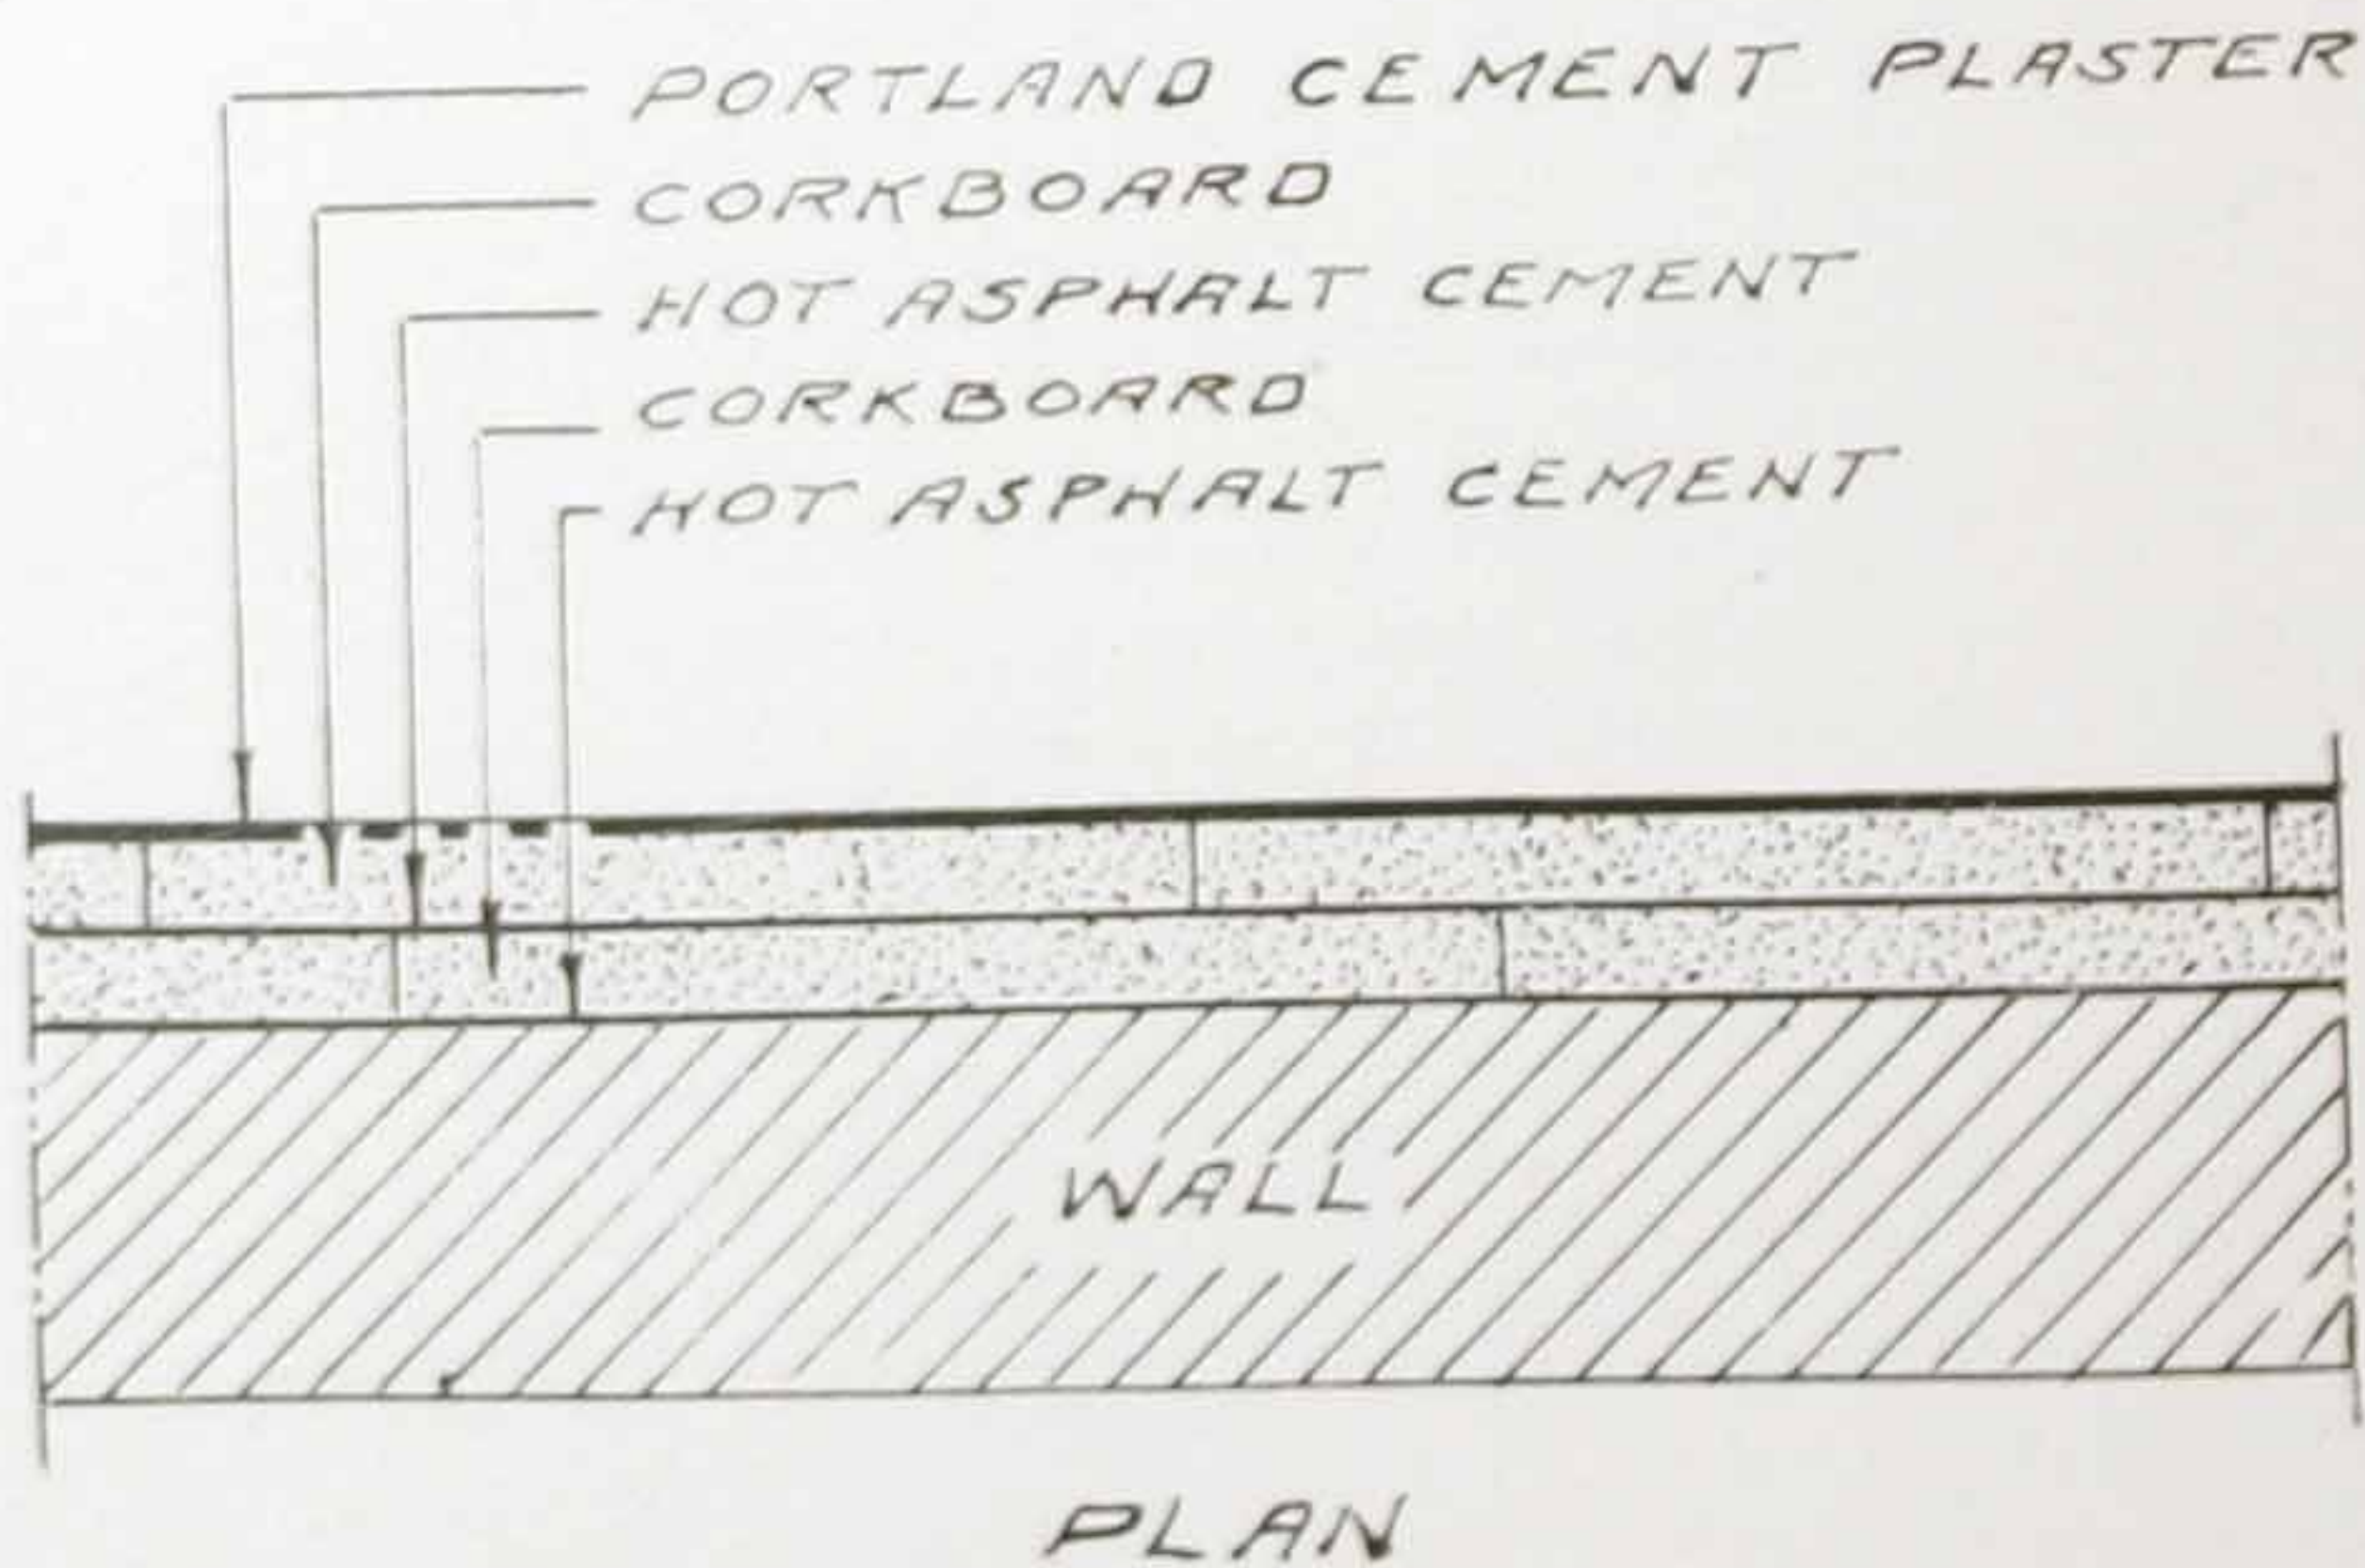 PORTLAND CEMENT PLASTER
CORKBOARD
HOT ASPHALT CEMENT
CORKBOARD
HOT ASPHALT CEMENT
WALL
PLAN